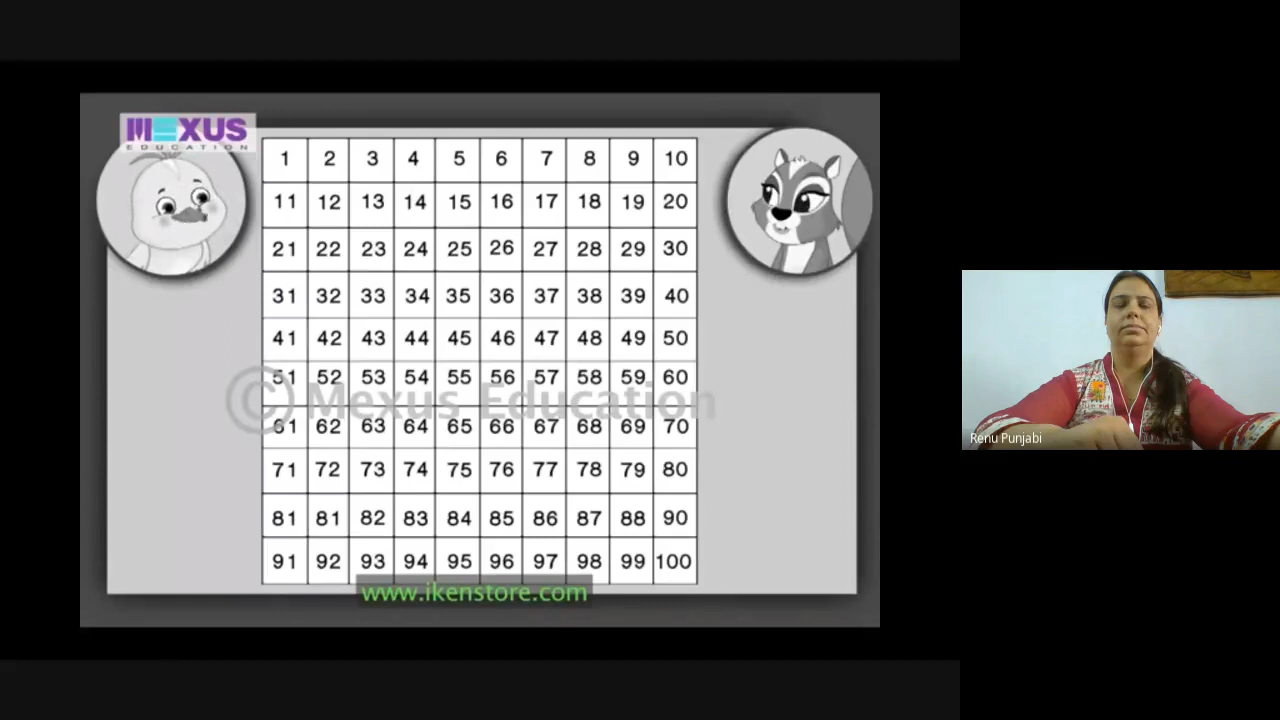 MEXUS
EDUCATION
1 2 3 4 5 6 7 8 9 10
11 12 13 14 15 16 17 18 19 20
21 22 23 24 25 26 27 28 29 30
31 32 33 34 35 36 37 38 39 40
41 42 43 44 45 46 47 48 49 50
51 52 53 54 55 56 57 58 59 60
© Mexus Education
61 62 63 64 65 66 67 68 69 70
71 72 73 74 75 76 77 78 79 80
81 81 82 83 84 85 86 87 88 90
91 92 93 94 95 96 97 98 99 100
www.ikenstore.com
Renu Punjabi